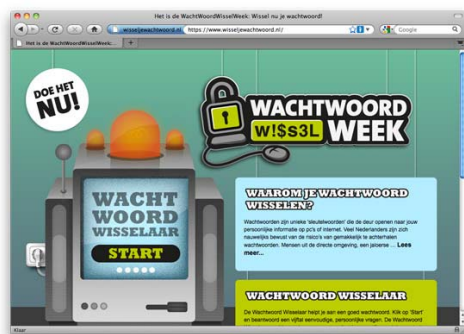 Het is de WachtWoordWisselWeek: Wissel nu je wachtwoord!
wisseljewachtwoord.nl https://www.wisseljewachtwoord.nl/
Google
Het is de WachtWoordWisselWeek:...
DOE HET
NU!
WACHTWOORD
W!$s3L WEEK
WACHT
WOORD
WISSELAAR
START
WAAROM JE WACHTWOORD
WISSELEN?
Wachtwoorden zijn unieke 'sleutelwoorden' die de deur openen naar jouw
persoonlijke informatie op pc's of internet. Veel Nederlanders zijn zich
nauwelijks bewust van de risico's van gemakkelijk te achterhalen
wachtwoorden. Mensen uit de directe omgeving, een jaloerse ... Lees
meer...
WACHTWOORD WISSELAAR
De Wachtwoord Wisselaar helpt je aan een goed wachtwoord. Klik op 'Start'
en beantwoord een vijftal eenvoudige, persoonlijke vragen. De Wachtwoord
Klaar